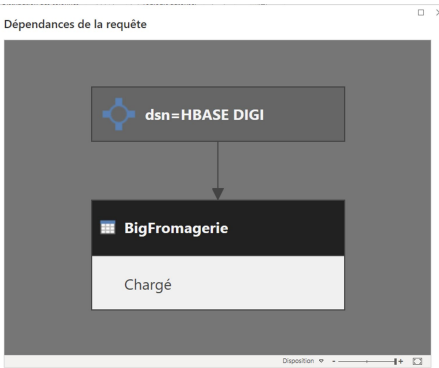 Dépendances de la requête
dsn=HBASE DIGI
BigFromagerie
Chargé
Disposition